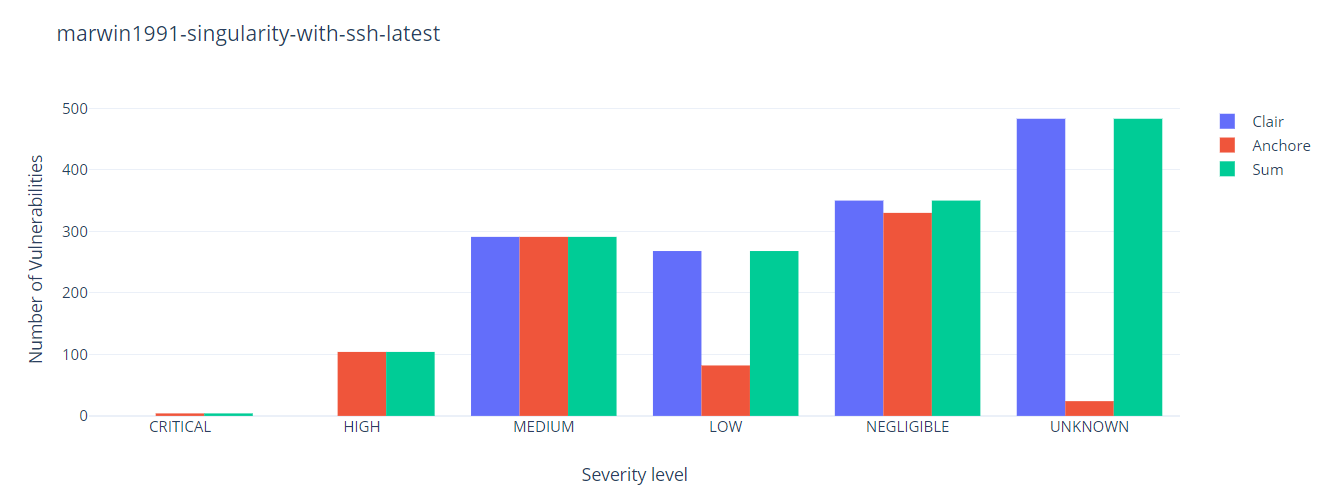 marwin1991-singularity-with-ssh-latest
Number of Vulnerabilities
500
400
300
200
100
0
CRITICAL
HIGH
MEDIUM
LOW
NEGLIGIBLE
UNKNOWN
Severity level
Clair
Anchore
Sum